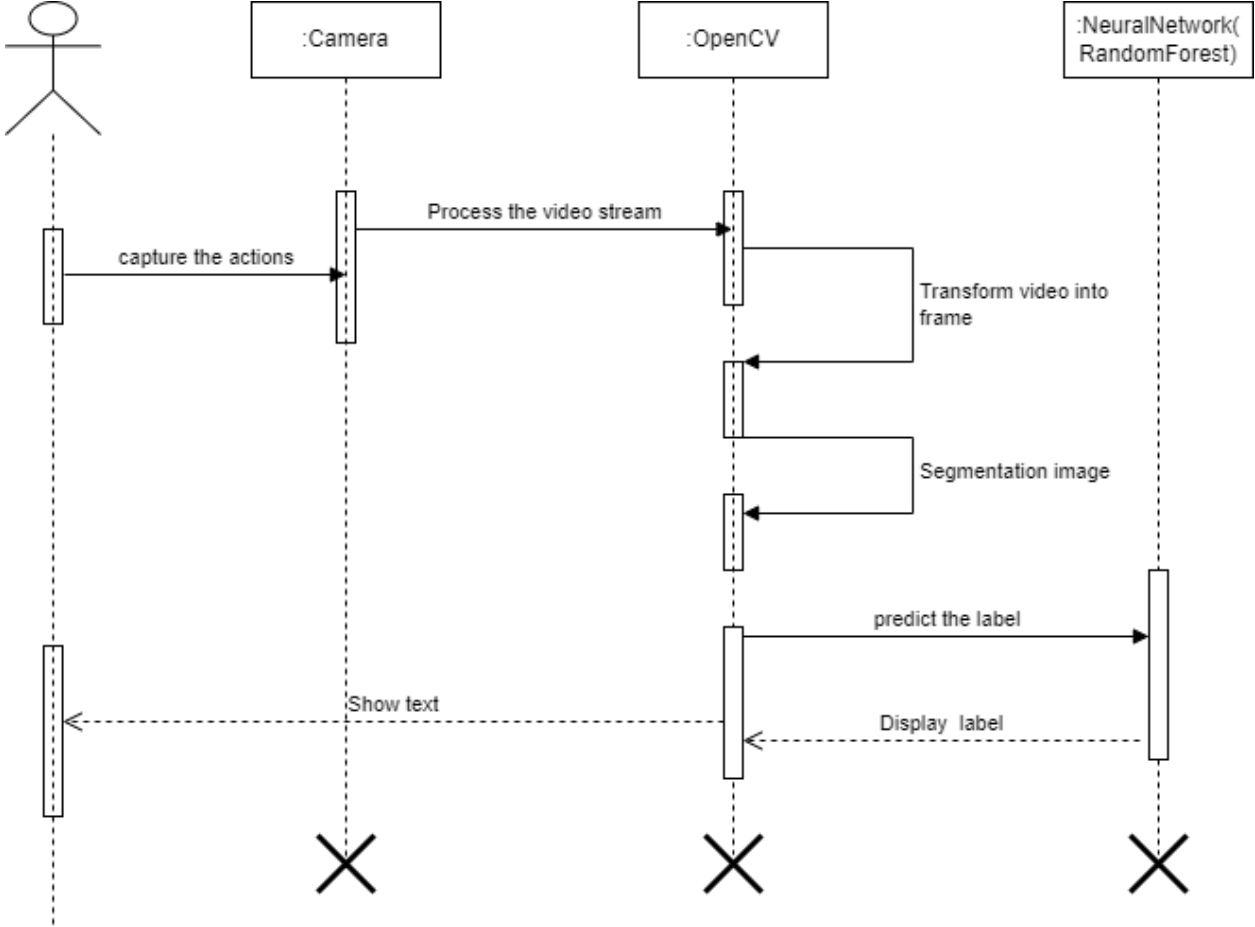 :Camera
:OpenCV
:NeuralNetwork(
RandomForest)
Process the video stream
capture the actions
Transform video into
frame
Segmentation image
predict the label
Show text
Display label